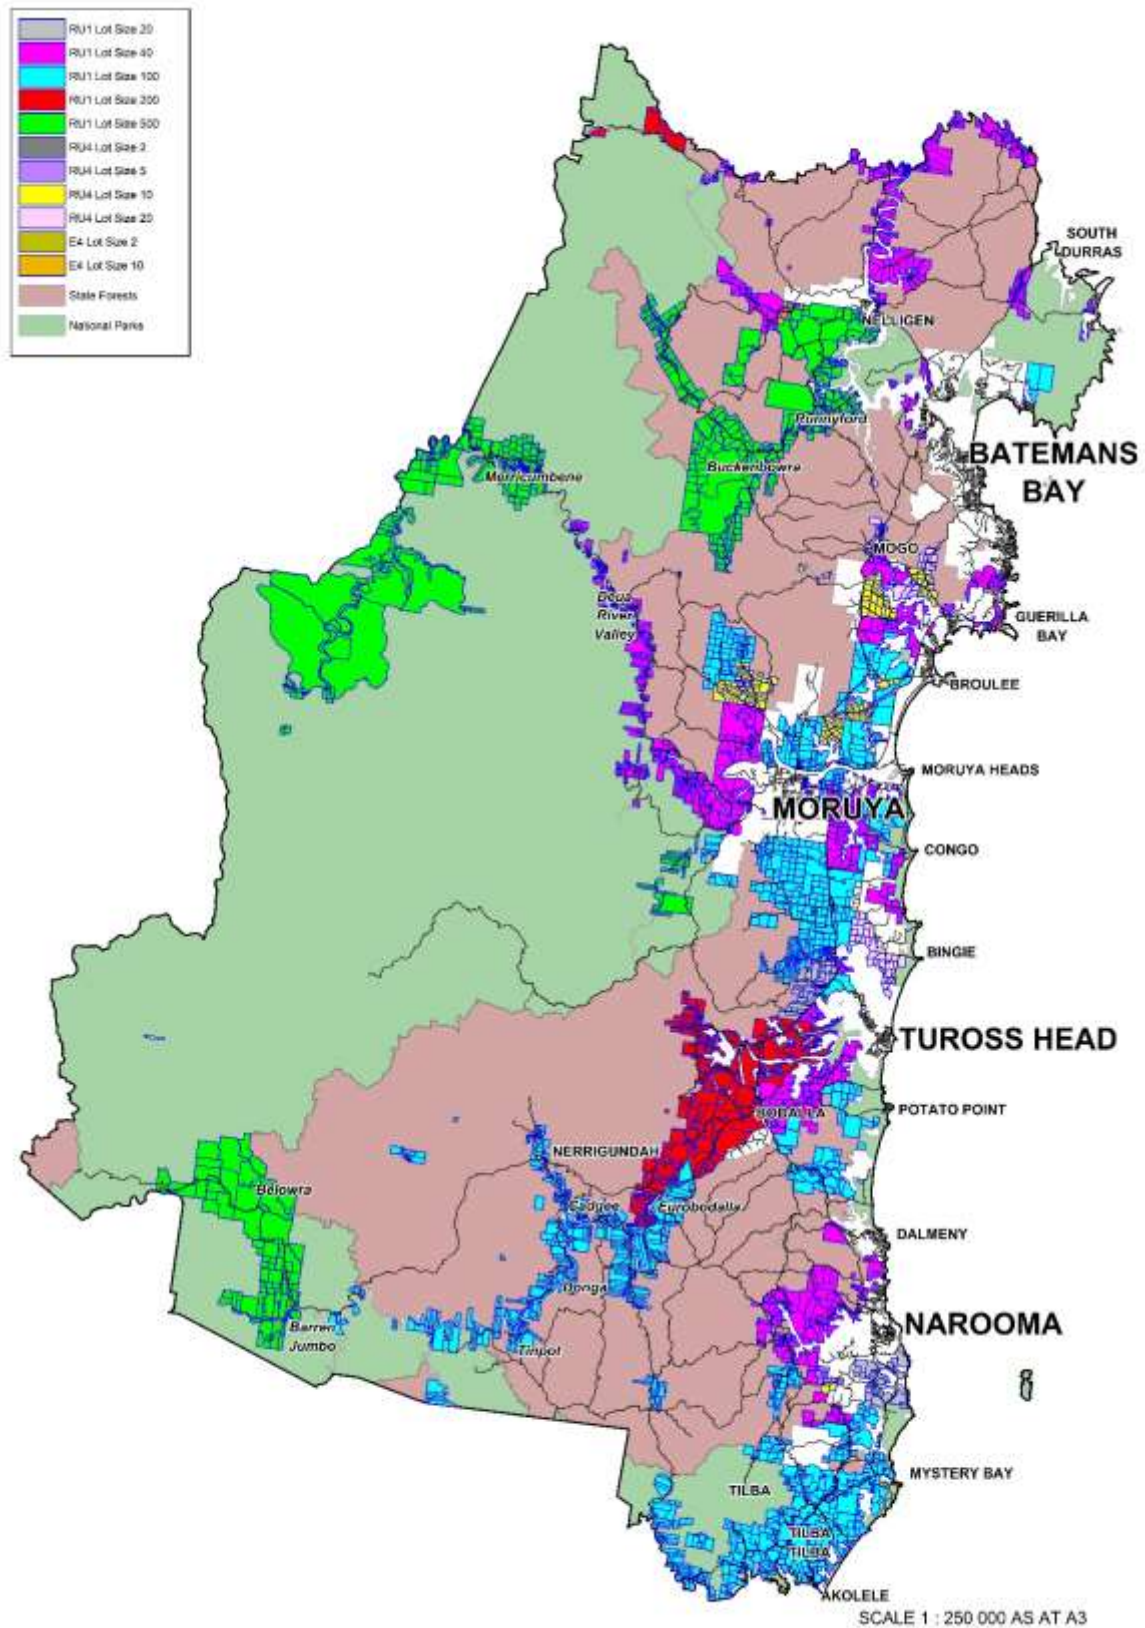 RU1 Lot Size 20
RU1 Lot Size 40
RU1 Lot Size 100
RU1 Lot Size 200
RU1 Lot Size 500
RU4 Lot Size 2
RU4 Lot Size 5
RU4 Lot Size 10
RU4 Lot Size 20
E4 Lot Size 2
E4 Lot Size 10
State Forests
National Parks
SOUTH
DURRAS
NELLIGEN
Runnyford
BATEMANS
BAY
Buckenbowra
Merricumbene
MOGO
Deua
River
Valley
GUERILLA
BAY
BROULEE
MORUYA HEADS
MORUYA
CONGO
BINGIE
TUROSS HEAD
POTATO POINT
BODALLA
NERRIGUNDAH
Belowra
Cadgee
Eurobodalla
DALMENY
Bonga
NAROOMA
Barren
Jumbo
Tinpot
MYSTERY BAY
TILBA
TILBA
TILBA
AKOLELE
SCALE 1 : 250 000 AS AT A3